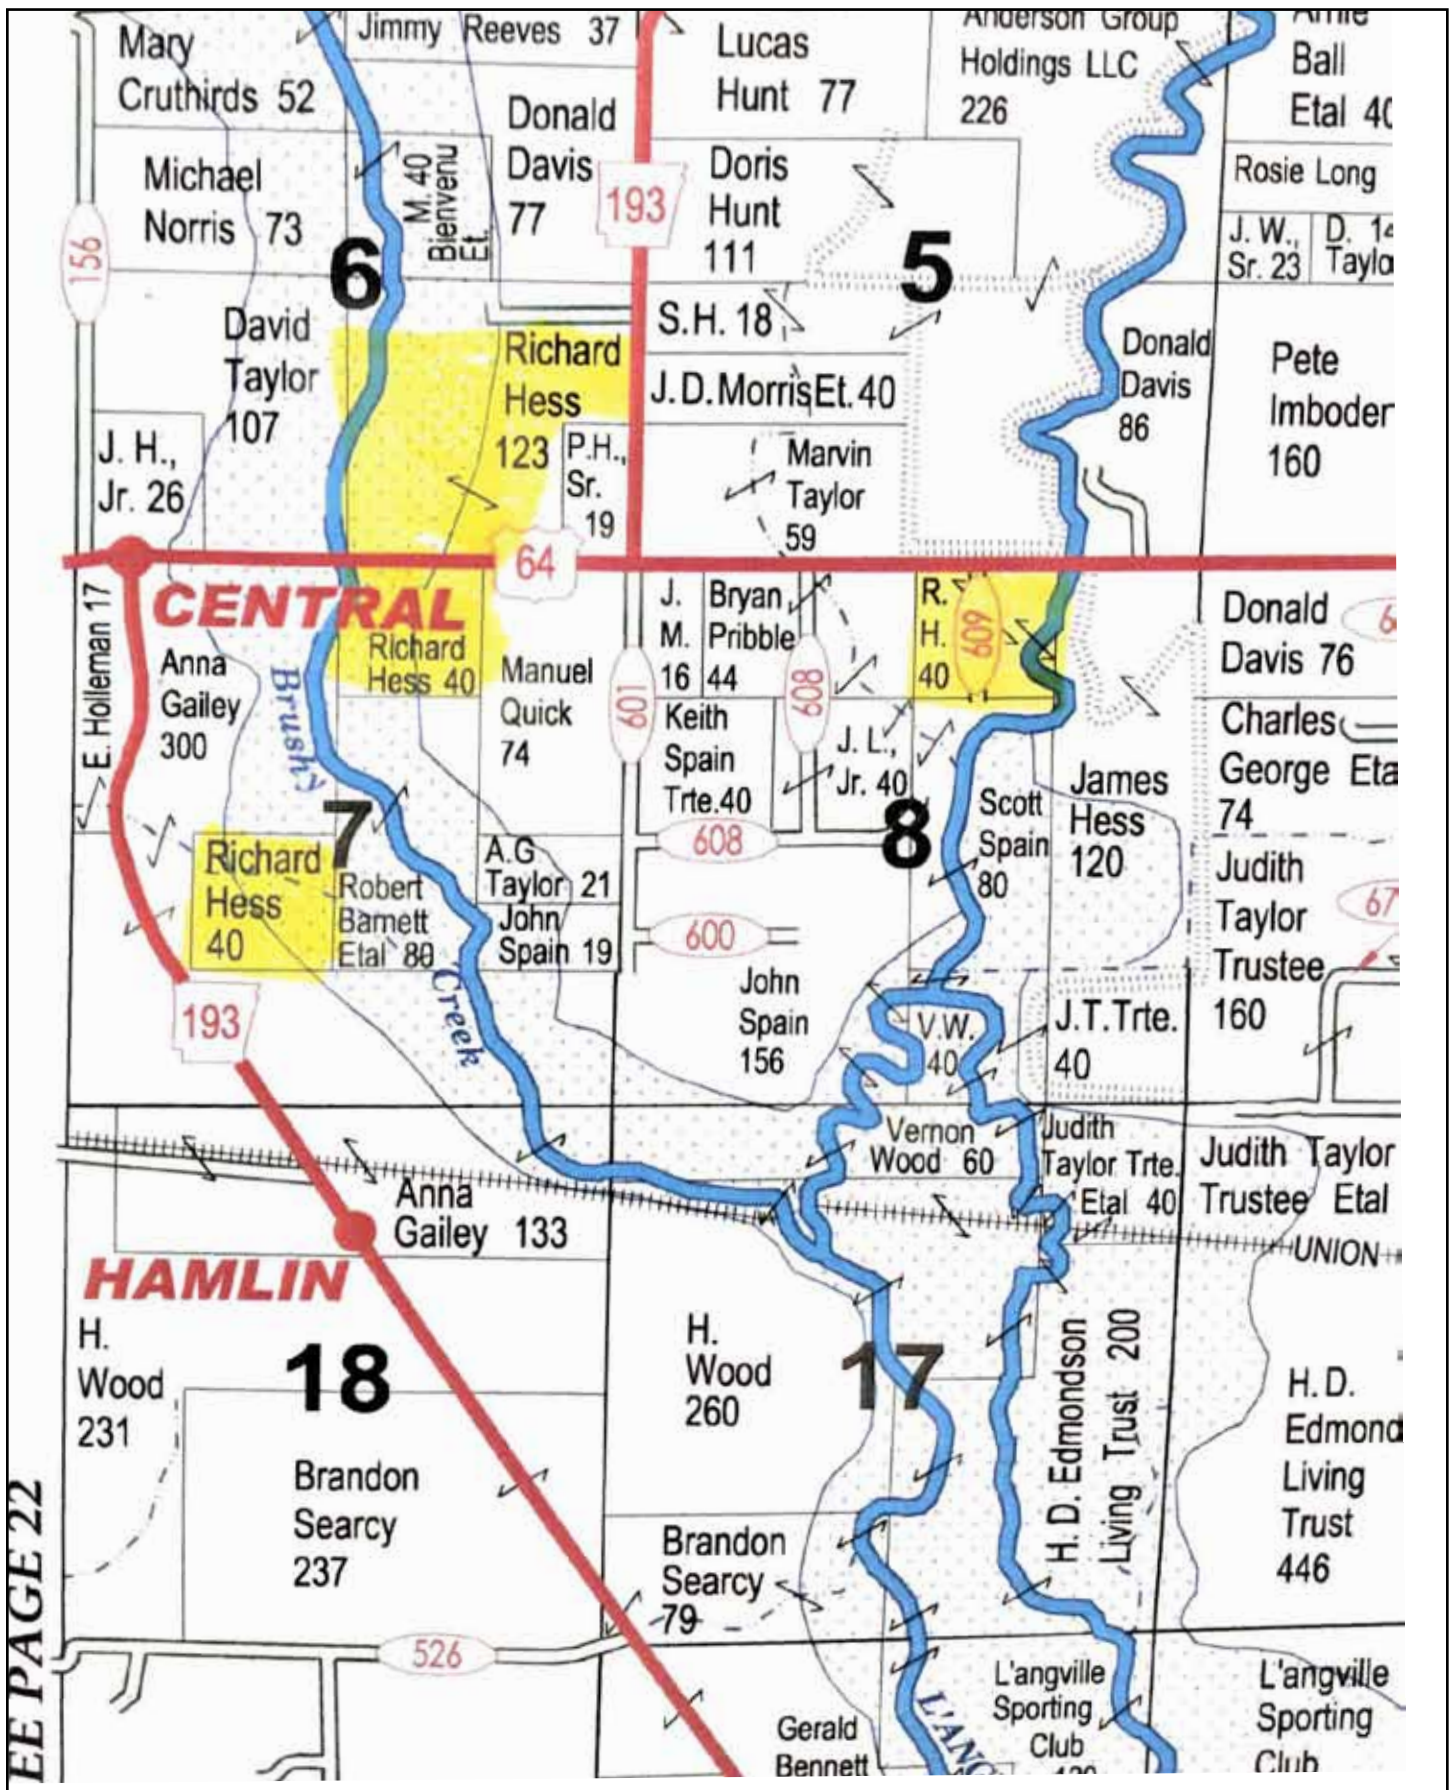 Mary
Cruthirds 52
Jimmy Reeves 37
Lucas
Hunt 77
Anderson Group
Holdings LLC
226
Arnie
Ball
Etal 40
Michael
Norris 73
M. 40
Bienvenu
Et.
Donald
Davis
77
193
Doris
Hunt
111
Rosie Long
J. W.,
Sr. 23
D. 14
Taylo
156
6
5
David
Taylor
107
Richard
Hess
123
S.H. 18
J.D.Morris Et. 40
Donald
Davis
86
Pete
Imboder
160
J. H.,
Jr. 26
P.H.,
Sr.
19
Marvin
Taylor
59
64
CENTRAL
E. Holleman 17
Anna
Gailey
300
Brushy
Richard
Hess 40
Manuel
Quick
74
601
J.
M.
16
Bryan
Pribble
44
608
R.
H.
40
609
Donald
Davis 76
Keith
Spain
Trte.40
J. L.,
Jr. 40
Charles
George Eta
74
7
8
Scott
Spain
80
James
Hess
120
Richard
Hess
40
Robert
Barnett
Etal 80
A.G
Taylor 21
John
Spain 19
608
600
Judith
Taylor
Trustee
160
67
Creek
193
John
Spain
156
V.W.
40
J.T.Trte.
40
Vernon
Wood 60
Judith
Taylor Trte.
Etal 40
Judith Taylor
Trustee Etal
Anna
Gailey 133
UNION
HAMLIN
H.
Wood
231
18
H.
Wood
260
17
H. D. Edmondson
Living Trust 200
H.D.
Edmond
Living
Trust
446
Brandon
Searcy
237
Brandon
Searcy
79
EE PAGE 22
526
Gerald
Bennett
L'ANG
L'angville
Sporting
Club
120
L'angville
Sporting
Club